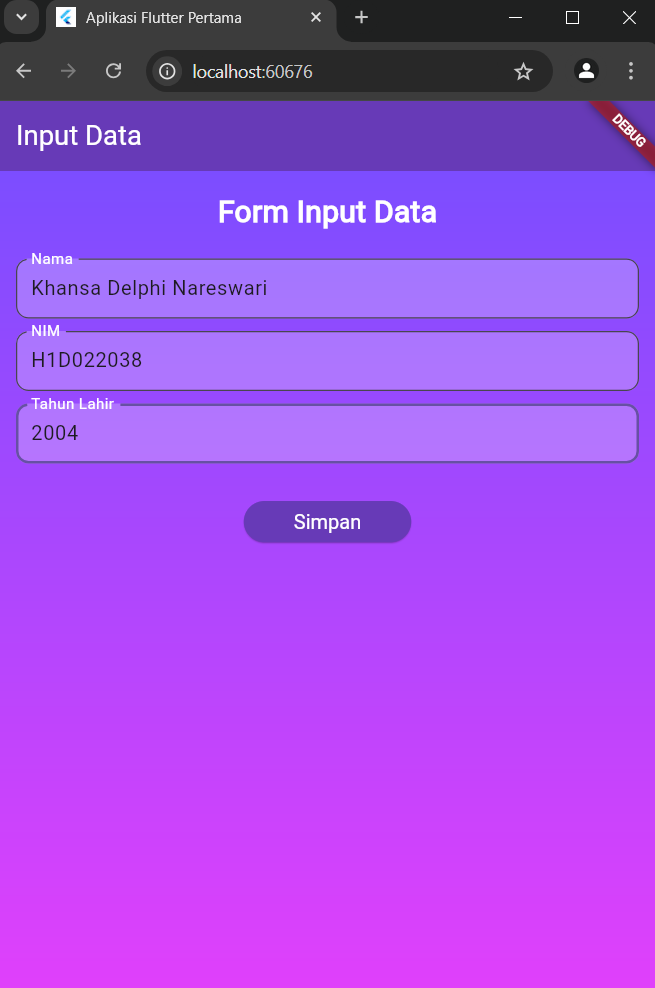 Aplikasi Flutter Pertama
localhost:60676
Input Data
DEBUG
Form Input Data
Nama
Khansa Delphi Nareswari
NIM
H1D022038
Tahun Lahir
2004
Simpan